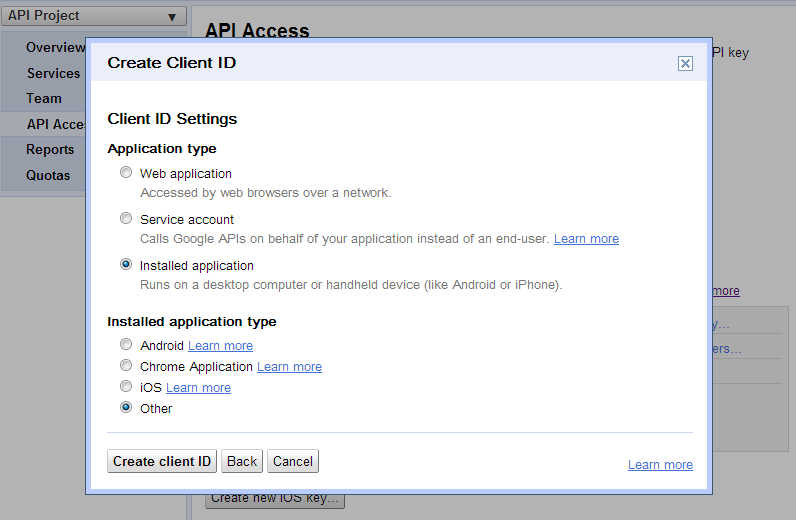 API Project
API Access
Overview
Services
Team
API Acce
Reports
Quotas
PI key
Create Client ID
Client ID Settings
Application type
Web application
Accessed by web browsers over a network.
Service account
Calls Google APIs on behalf of your application instead of an end-user. Learn more
Installed application
Runs on a desktop computer or handheld device (like Android or iPhone).
more
Installed application type
y...
Android Learn more
ers...
Chrome Application Learn more
iOS Learn more
Other
Create client ID Back Cancel
Learn more
Create new iOS key...